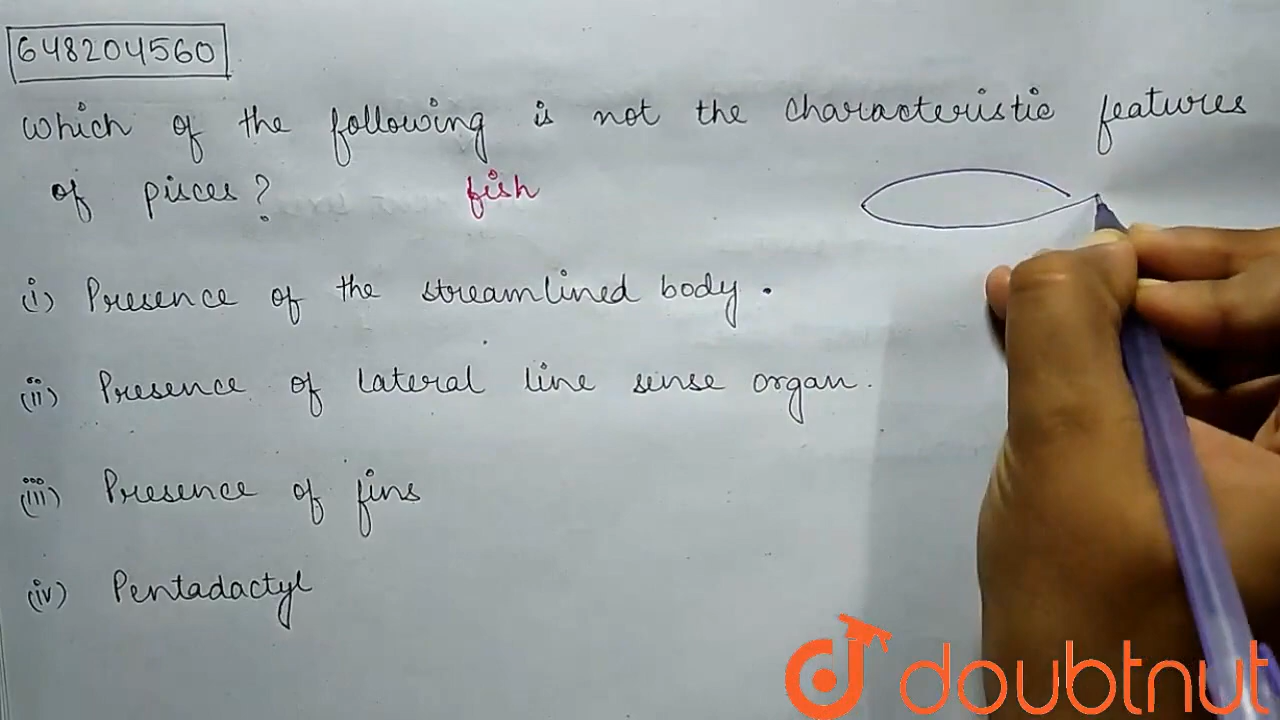 648204560
Which of the following is not the characteristic features
of pisces? fish
(i) Presence of the streamlined body.
(ii) Presence of lateral line sense organ.
(iii) Presence of fins
(iv) Pentadactyl
doubtnut